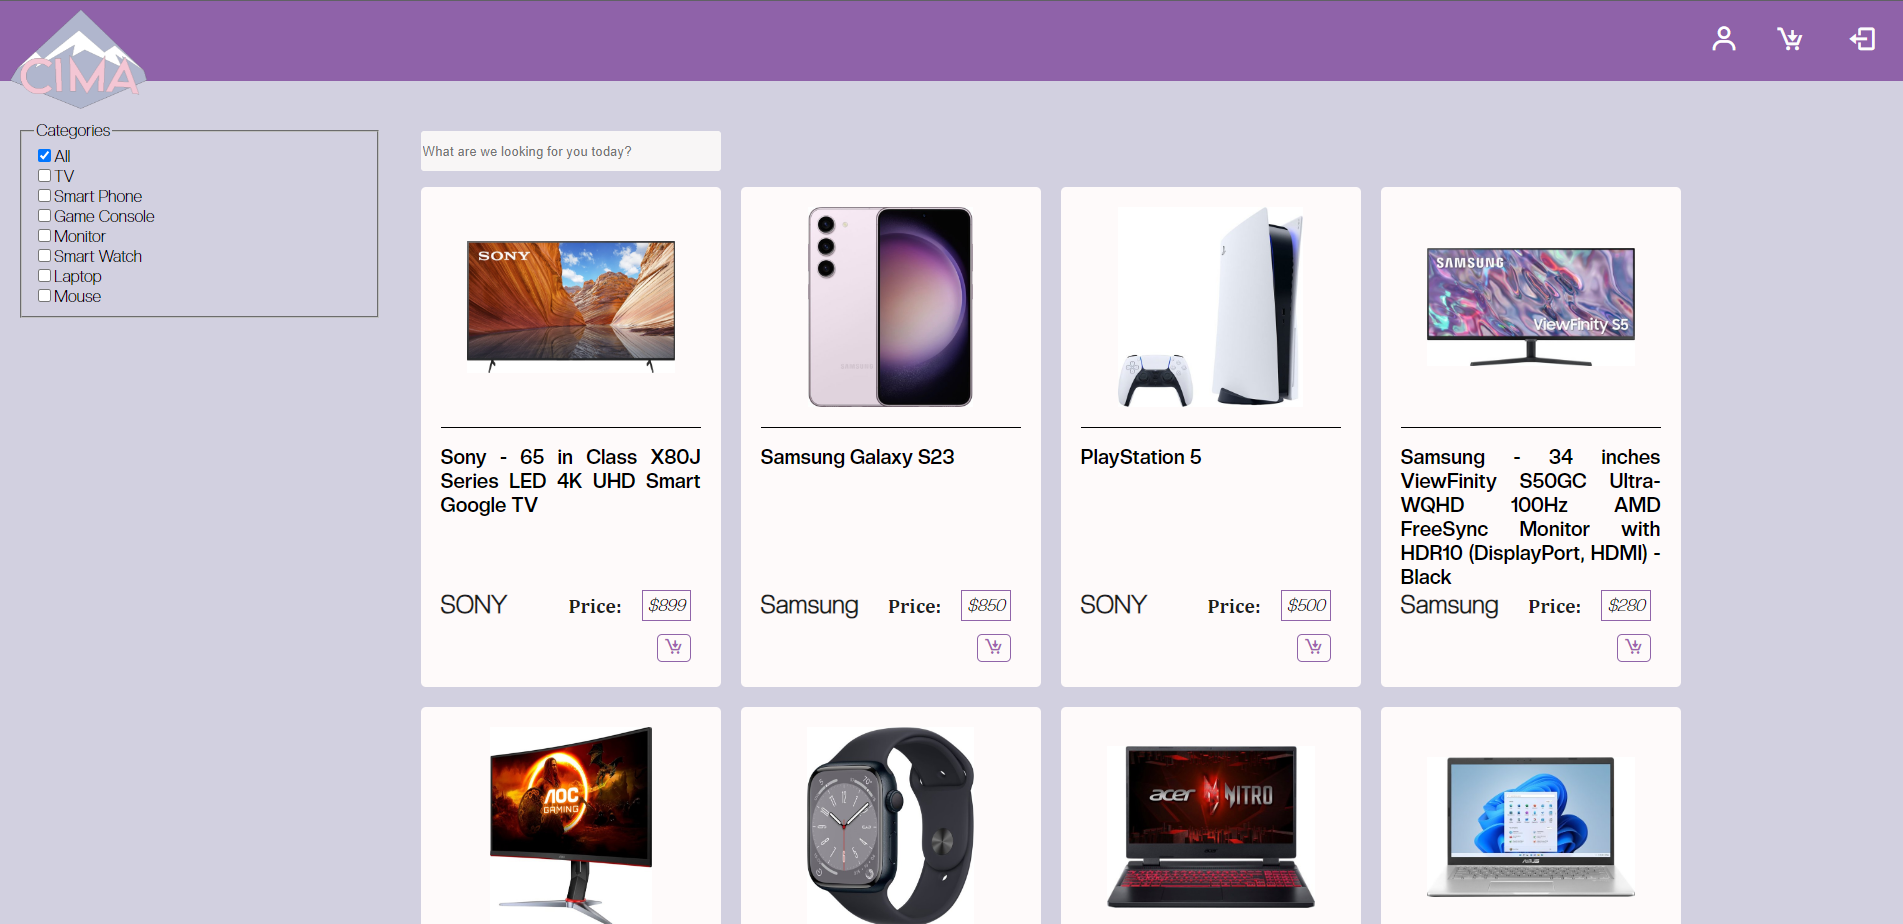 CIMA
Categories
All
TV
Smart Phone
Game Console
Monitor
Smart Watch
Laptop
Mouse
What are we looking for you today?
SONY
Sony - 65 in Class X80J
Series LED 4K UHD Smart
Google TV
SONY Price: $899
SAMSUNG
Samsung Galaxy S23
Samsung Price: $850
PlayStation 5
SONY Price: $500
SAMSUNG
ViewFinity S5
Samsung - 34 inches
ViewFinity S50GC Ultra-
WQHD 100Hz AMD
FreeSync Monitor with
HDR10 (DisplayPort, HDMI) -
Black
Samsung Price: $280
AOC
GAMING
acer NITRO
acer
ASUS